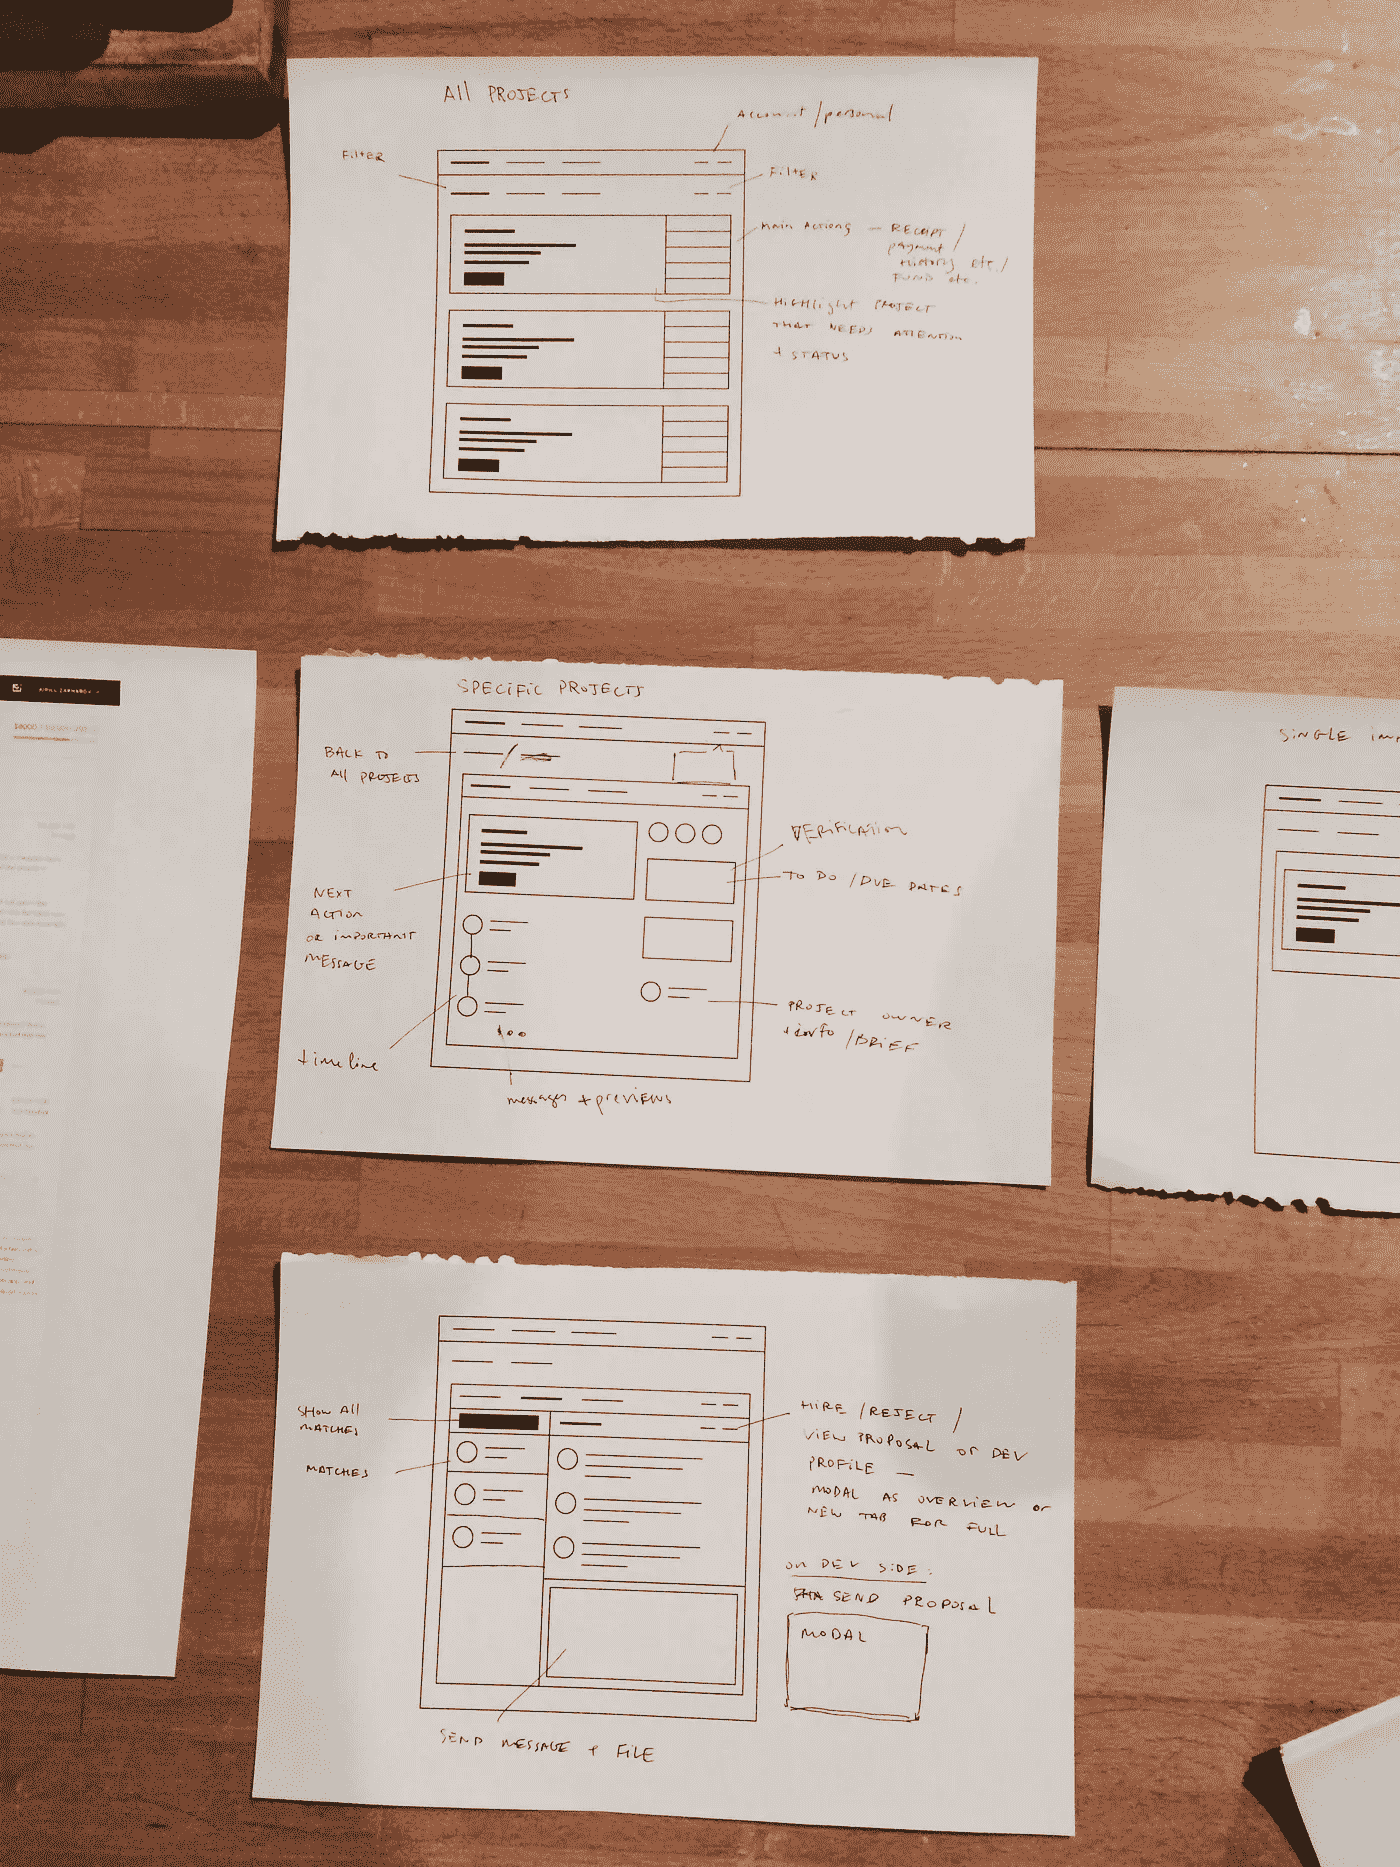 All PROJECTS
Account/personal
FilTER
FilTER
MAIN ACTIONS — RECEIPT /
payment /
HISTORY etc. /
FUND etc.
HIGHLIGHT PROJECT
THAT NEEDS ATTENTION
+ STATUS
SPECIFIC PROJECTS
BACK TO
All PROJECTS
VERIFICATION
TO DO / DUE DATES
NEXT
ACTION
OR IMPORTANT
MESSAGE
PROJECT OWNER
+ info / BRIEF
timeline
messages + previews
SINGLE
SHOW All
MATCHES
MATCHES
HIRE / REJECT /
VIEW PROPOSAL or DEV
PROFILE —
MODAL AS OVERVIEW or
NEW TAB FOR FULL
ON DEV SIDE:
SEND PROPOSAL
MODAL
SEND MESSAGE + FILE